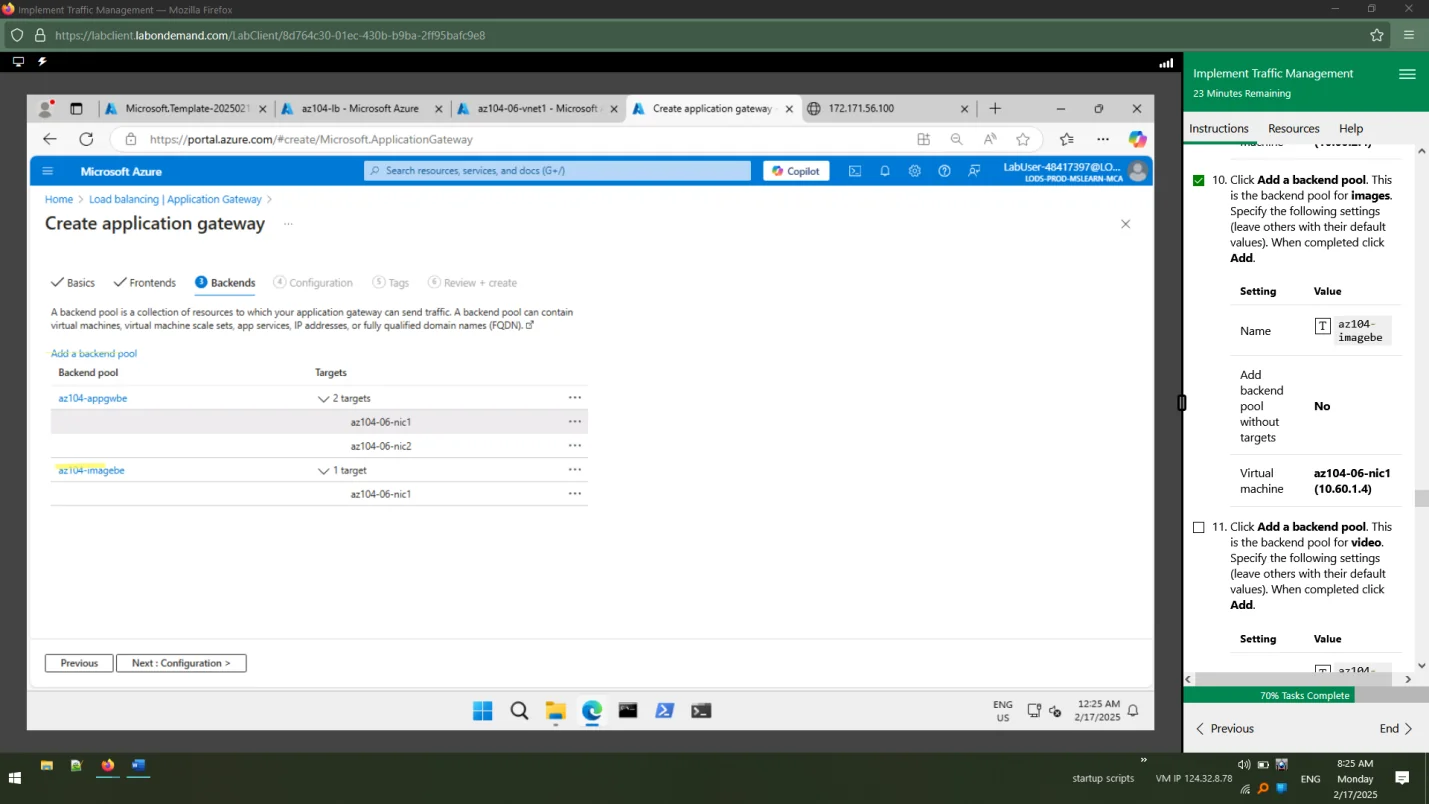 Implement Traffic Management — Mozilla Firefox
https://labclient.labondemand.com/LabClient/8d764c30-01ec-430b-b9ba-2ff95bafc9e8
Microsoft.Template-2025021
az104-lb - Microsoft Azure
az104-06-vnet1 - Microsoft
Create application gateway -
172.171.56.100
https://portal.azure.com/#create/Microsoft.ApplicationGateway
Microsoft Azure
Search resources, services, and docs (G+/)
Copilot
LabUser-48417397@LO...
LODS-PROD-MSLEARN-MCA
Home > Load balancing | Application Gateway >
Create application gateway ...
Basics
Frontends
3 Backends
4 Configuration
5 Tags
6 Review + create
A backend pool is a collection of resources to which your application gateway can send traffic. A backend pool can contain
virtual machines, virtual machine scale sets, app services, IP addresses, or fully qualified domain names (FQDN).
Add a backend pool
Backend pool Targets
az104-appgwbe 2 targets
az104-06-nic1
az104-06-nic2
az104-imagebe 1 target
az104-06-nic1
Previous
Next : Configuration >
ENG
US
12:25 AM
2/17/2025
Implement Traffic Management
23 Minutes Remaining
Instructions Resources Help
10. Click Add a backend pool. This
is the backend pool for images.
Specify the following settings
(leave others with their default
values). When completed click
Add.
Setting Value
Name
T
az104-
imagebe
Add
backend
pool
without
targets
No
Virtual
machine
az104-06-nic1
(10.60.1.4)
11. Click Add a backend pool. This
is the backend pool for video.
Specify the following settings
(leave others with their default
values). When completed click
Add.
Setting Value
az104-
70% Tasks Complete
Previous
End
startup scripts
»
VM IP 124.32.8.78
ENG
8:25 AM
Monday
2/17/2025